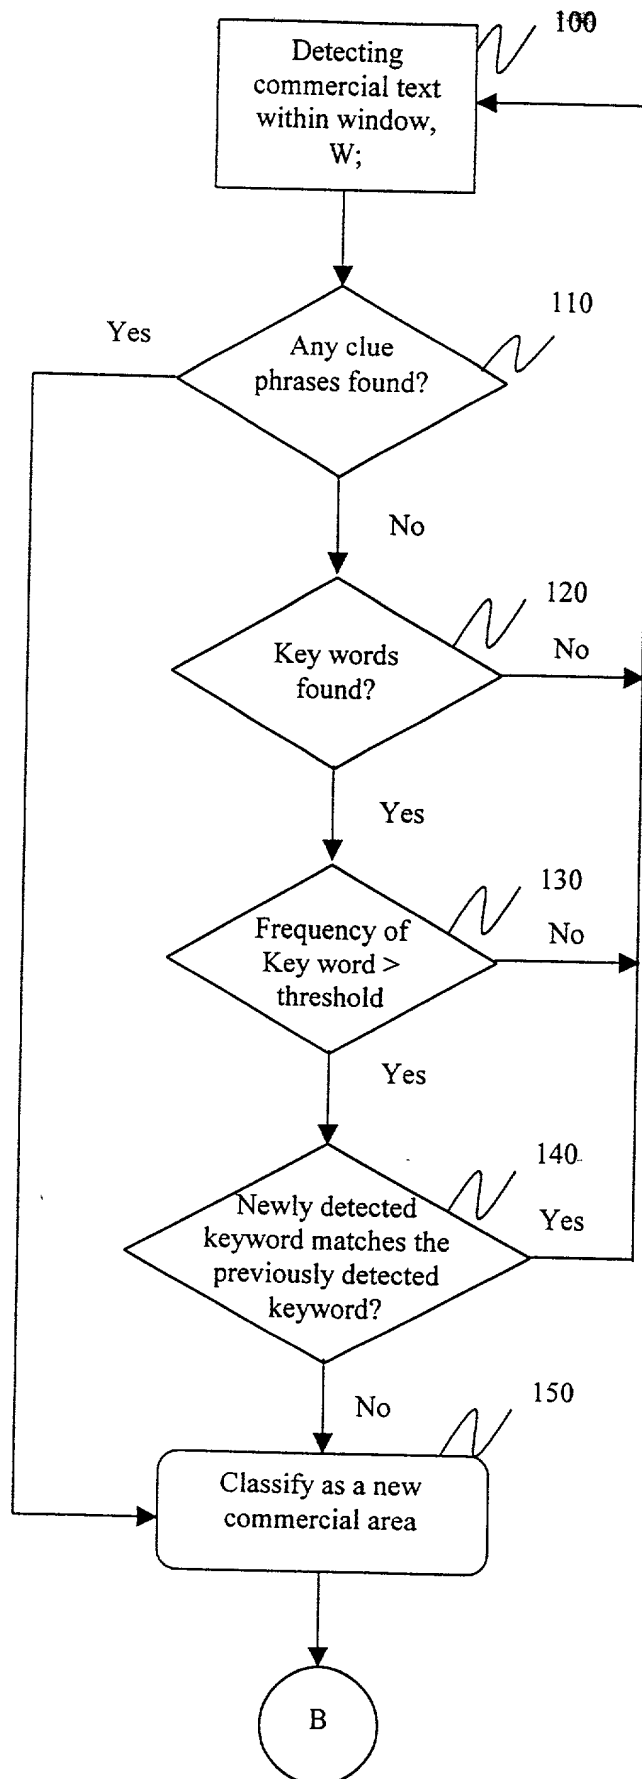 100
Detecting
commercial text
within window,
W;
110
Yes
Any clue
phrases found?
No
120
Key words
found?
No
Yes
130
Frequency of
Key word >
threshold
No
Yes
140
Newly detected
keyword matches the
previously detected
keyword?
Yes
No
150
Classify as a new
commercial area
B